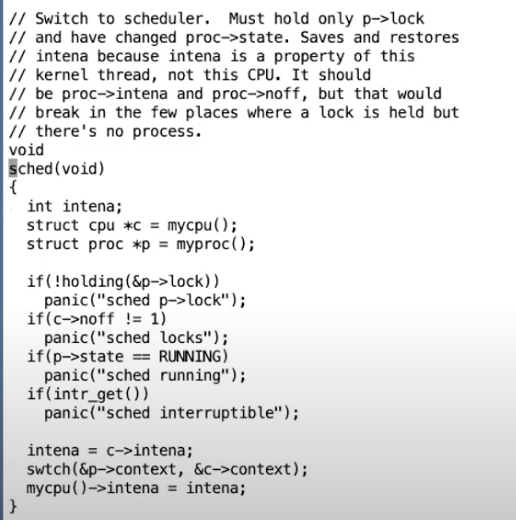 // Switch to scheduler.  Must hold only p->lock
// and have changed proc->state. Saves and restores
// intena because intena is a property of this
// kernel thread, not this CPU. It should
// be proc->intena and proc->noff, but that would
// break in the few places where a lock is held but
// there's no process.
void
sched(void)
{
  int intena;
  struct cpu *c = mycpu();
  struct proc *p = myproc();

  if(!holding(&p->lock))
    panic("sched p->lock");
  if(c->noff != 1)
    panic("sched locks");
  if(p->state == RUNNING)
    panic("sched running");
  if(intr_get())
    panic("sched interruptible");

  intena = c->intena;
  swtch(&p->context, &c->context);
  mycpu()->intena = intena;
}